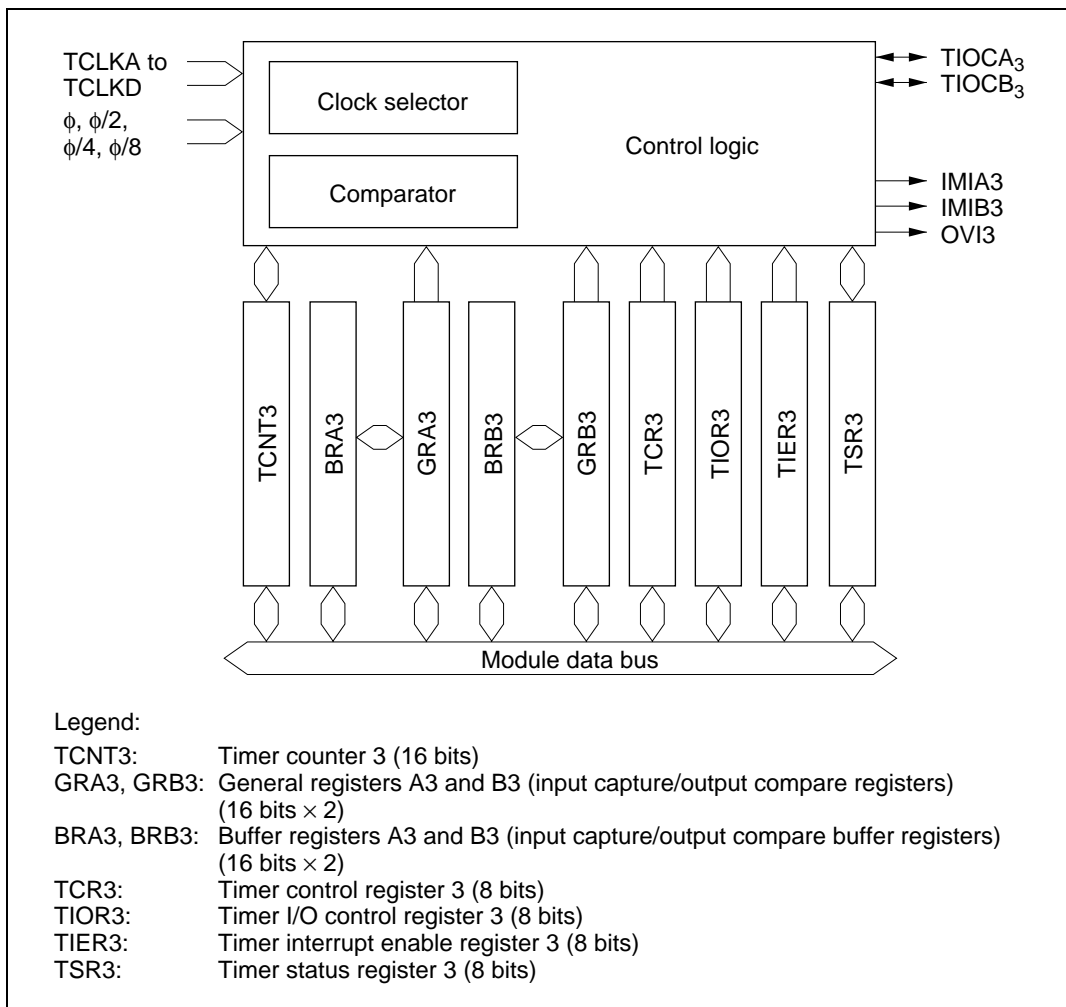 TCLKA to
TCLKD
ϕ, ϕ/2,
ϕ/4, ϕ/8
Clock selector
Comparator
Control logic
TIOCA₃
TIOCB₃
IMIA3
IMIB3
OVI3
TCNT3
BRA3
GRA3
BRB3
GRB3
TCR3
TIOR3
TIER3
TSR3
Module data bus
Legend:
TCNT3: Timer counter 3 (16 bits)
GRA3, GRB3: General registers A3 and B3 (input capture/output compare registers)
(16 bits × 2)
BRA3, BRB3: Buffer registers A3 and B3 (input capture/output compare buffer registers)
(16 bits × 2)
TCR3: Timer control register 3 (8 bits)
TIOR3: Timer I/O control register 3 (8 bits)
TIER3: Timer interrupt enable register 3 (8 bits)
TSR3: Timer status register 3 (8 bits)